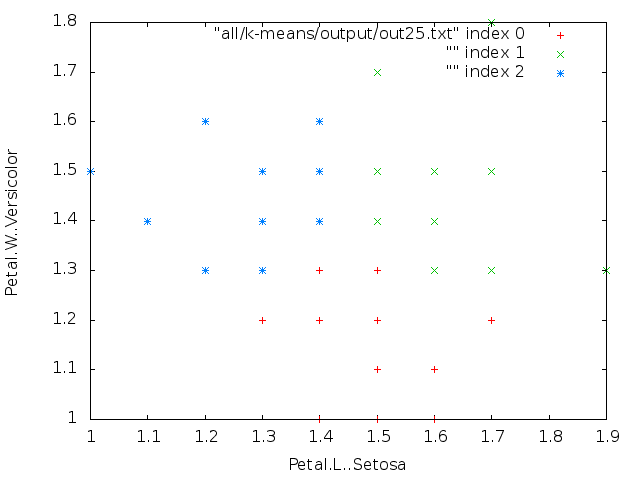 1.8
1.7
1.6
1.5
1.4
1.3
1.2
1.1
1
"all/k-means/output/out25.txt" index 0
"" index 1
"" index 2
Petal.W..Versicolor
1 1.1 1.2 1.3 1.4 1.5 1.6 1.7 1.8 1.9
Petal.L..Setosa